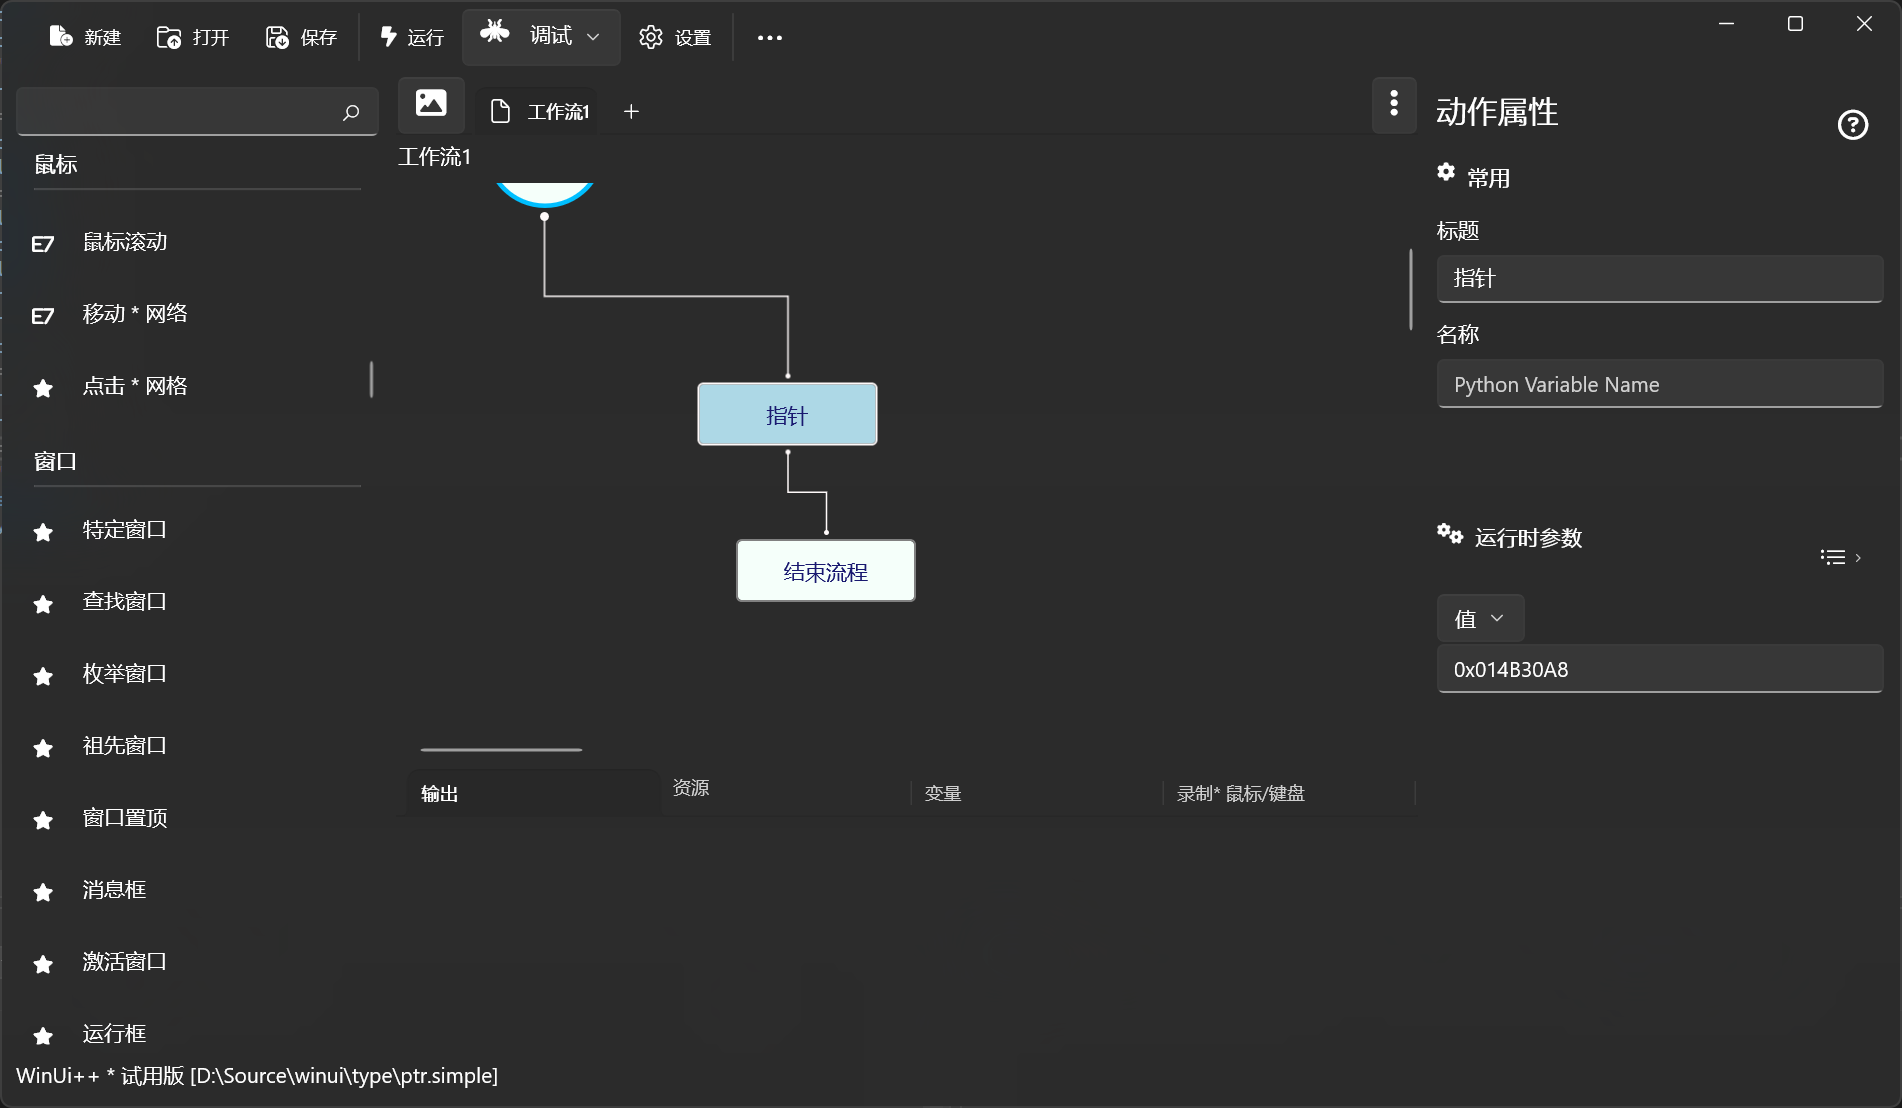 新建
打开
保存
运行
调试
设置
鼠标
E7 鼠标滚动
E7 移动 * 网络
点击 * 网格
窗口
特定窗口
查找窗口
枚举窗口
祖先窗口
窗口置顶
消息框
激活窗口
运行框
工作流1
工作流1
指针
结束流程
输出
资源
变量
录制* 鼠标/键盘
动作属性
常用
标题
指针
名称
Python Variable Name
运行时参数
值
0x014B30A8
WinUi++ * 试用版 [D:\Source\winui\type\ptr.simple]